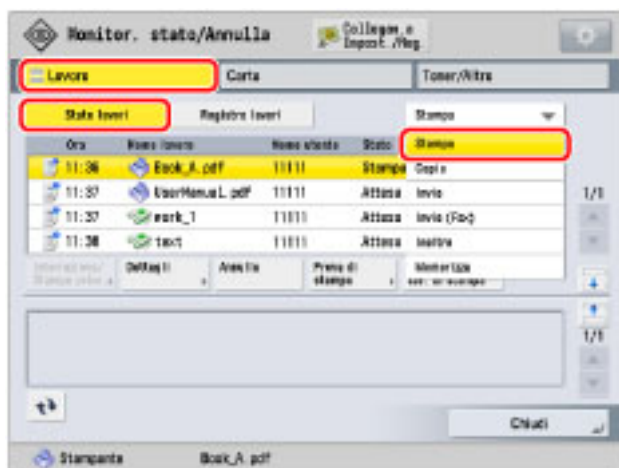 Monitor. stato/Annulla
Collegam. a
Impost./Reg.
Lavoro
Carta
Toner/Altro
Stato lavori
Registro lavori
Stampa
Ora Nome lavoro Nome utente Stato
Stampa
11:36 Book_A.pdf 11111 Stampa
Copia
11:37 UserManual.pdf 11111 Attesa
Invio
1/1
11:37 work_1 11111 Attesa
Invio (Fax)
11:38 text 11111 Attesa
Inoltro
Dettagli
Annulla
Prova di
stampa
Memorizza
1/1
Chiudi
Stampante Book_A.pdf